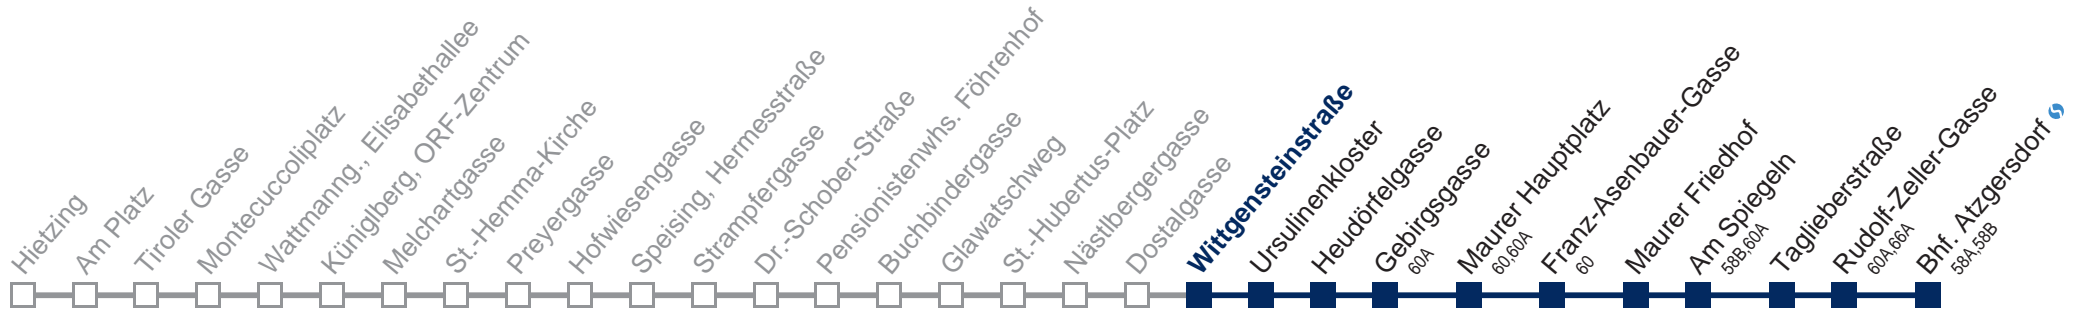 Hietzing
Am Platz
Tiroler Gasse
Montecuccoliplatz
Wattmanng., Elisabethallee
Küniglberg, ORF-Zentrum
Melchartgasse
St.-Hemma-Kirche
Preyergasse
Hofwiesengasse
Speising, Hermesstraße
Strampfergasse
Dr.-Schober-Straße
Pensionistenwhs. Föhrenhof
Buchbindergasse
Glawatschweg
St.-Hubertus-Platz
Nästlbergergasse
Dostalgasse
Wittgensteinstraße
Ursulinenkloster
Heudörfelgasse
Gebirgsgasse
60A
Maurer Hauptplatz
60,60A
Franz-Asenbauer-Gasse
60
Maurer Friedhof
Am Spiegeln
58B,60A
Taglieberstraße
Rudolf-Zeller-Gasse
60A,66A
Bhf. Atzgersdorf
58A,58B